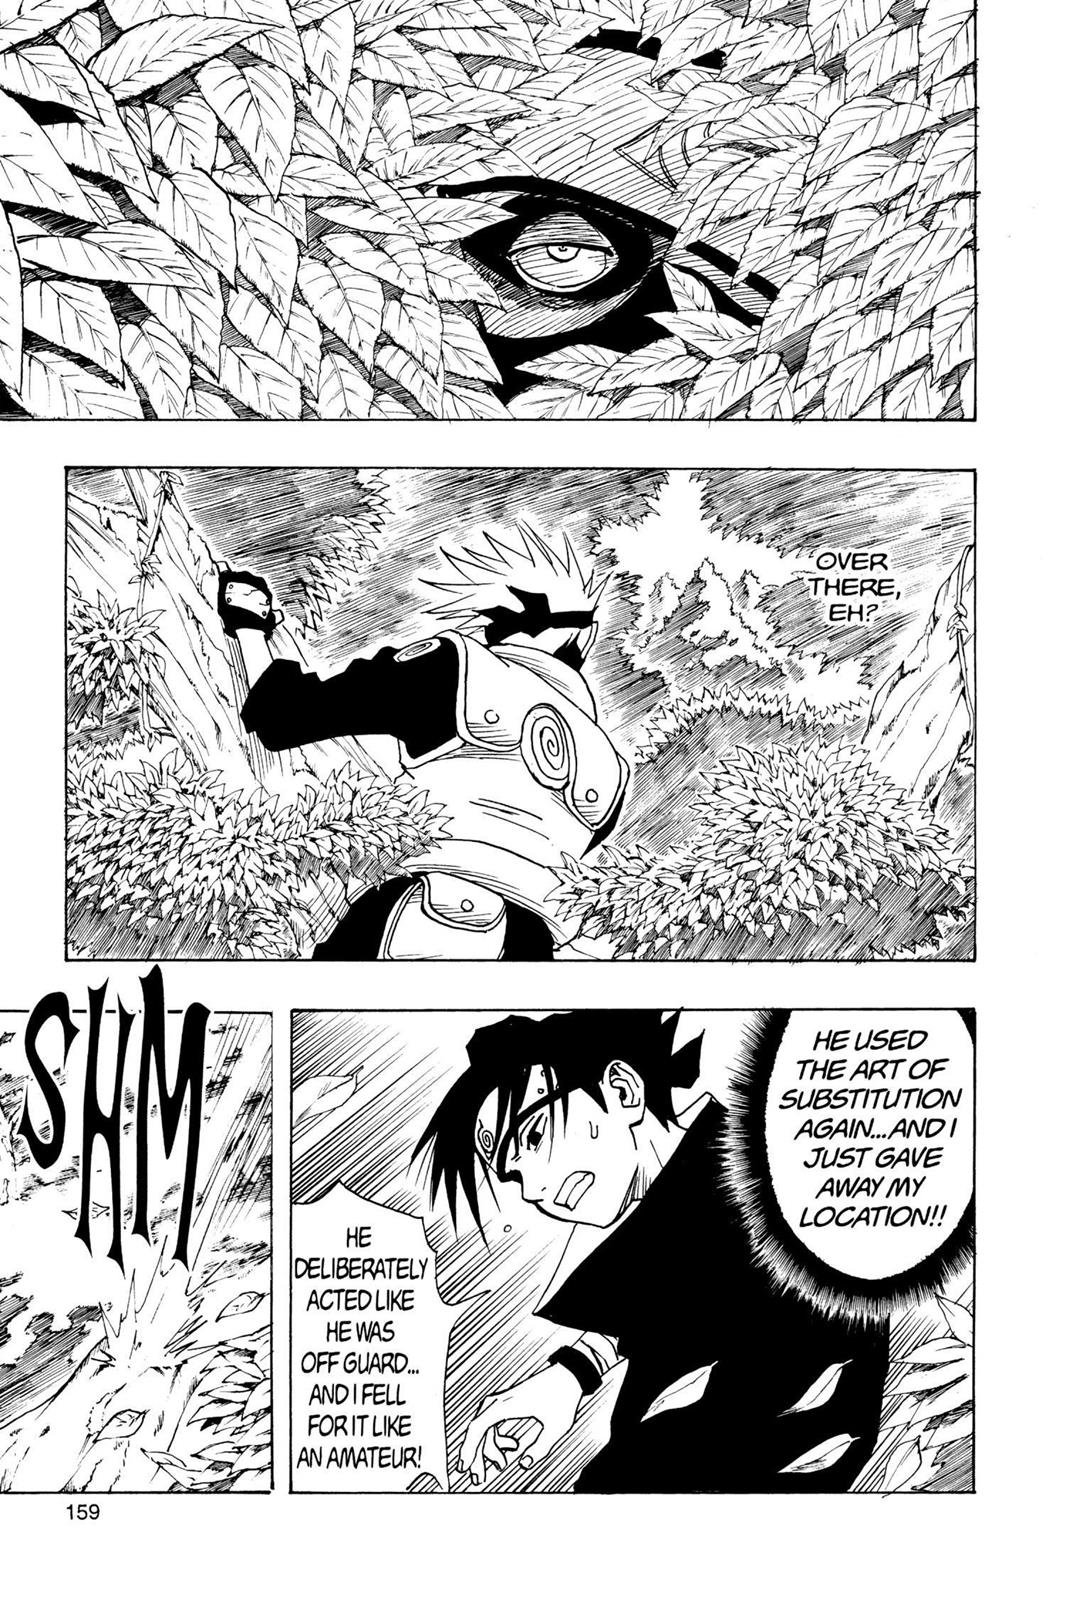 OVER
THERE,
EH?
HE USED
THE ART OF
SUBSTITUTION
AGAIN...AND I
JUST GAVE
AWAY MY
LOCATION!!
HE
DELIBERATELY
ACTED LIKE
HE WAS
OFF GUARD...
AND I FELL
FOR IT LIKE
AN AMATEUR!
SHM
159